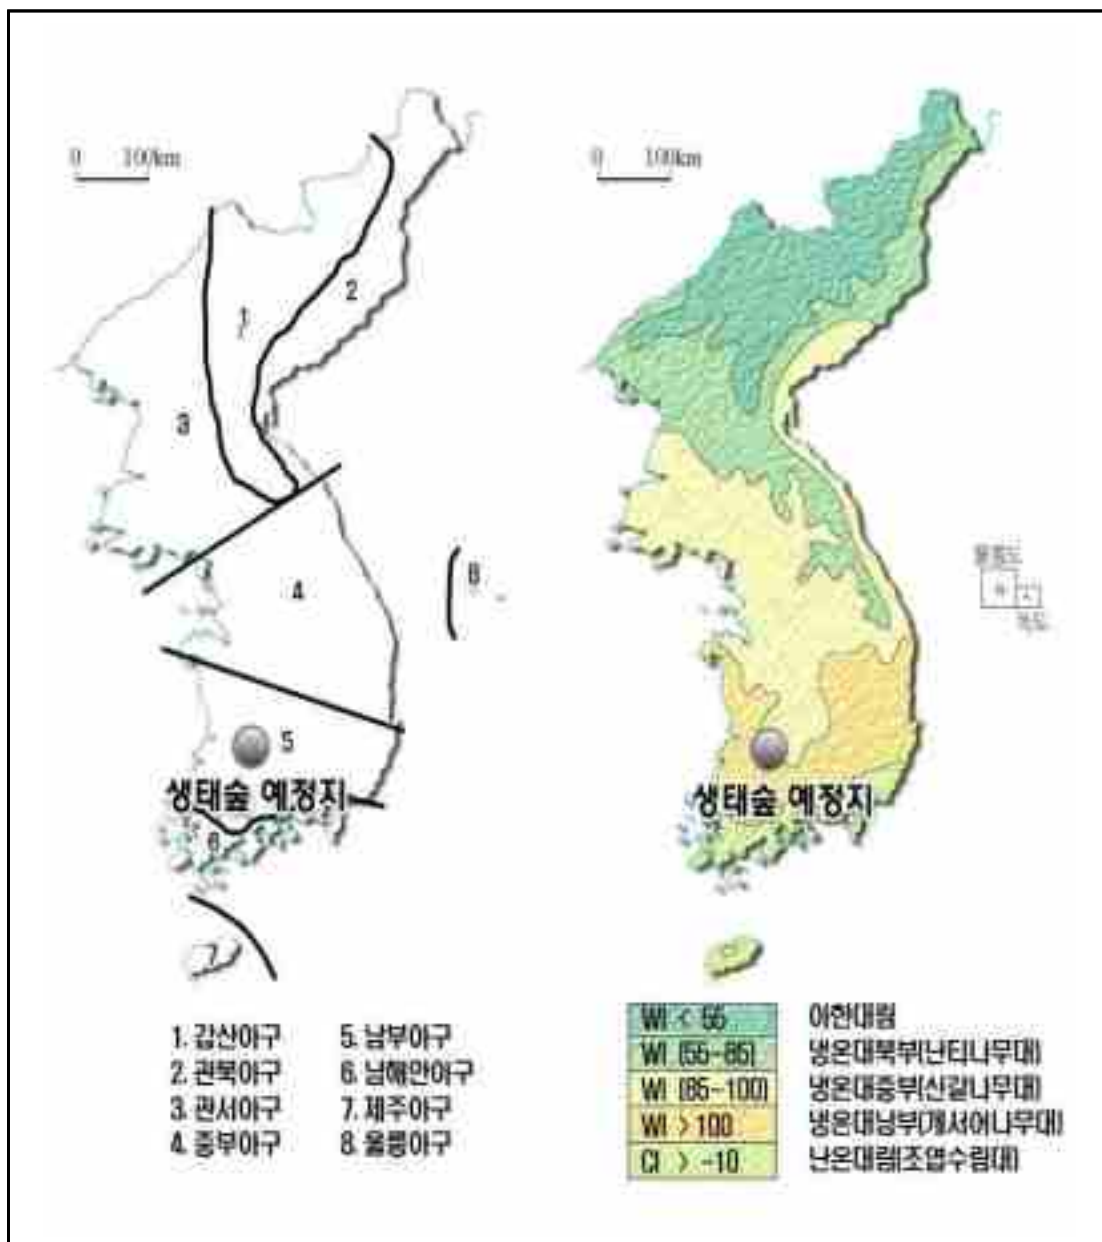 0 100km
1
2
3
4
8
5
생태숲 예정지
6
7
1. 갑산아구
2. 관북아구
3. 관서아구
4. 중부아구
5. 남부아구
6. 남해안아구
7. 제주아구
8. 울릉아구
0 100km
울릉도
독도
생태숲 예정지
WI < 55 아한대림
WI (55-85) 냉온대북부(난티나무대)
WI (85-100) 냉온대중부(신갈나무대)
WI > 100 냉온대남부(개서어나무대)
CI > -10 난온대림(조엽수림대)